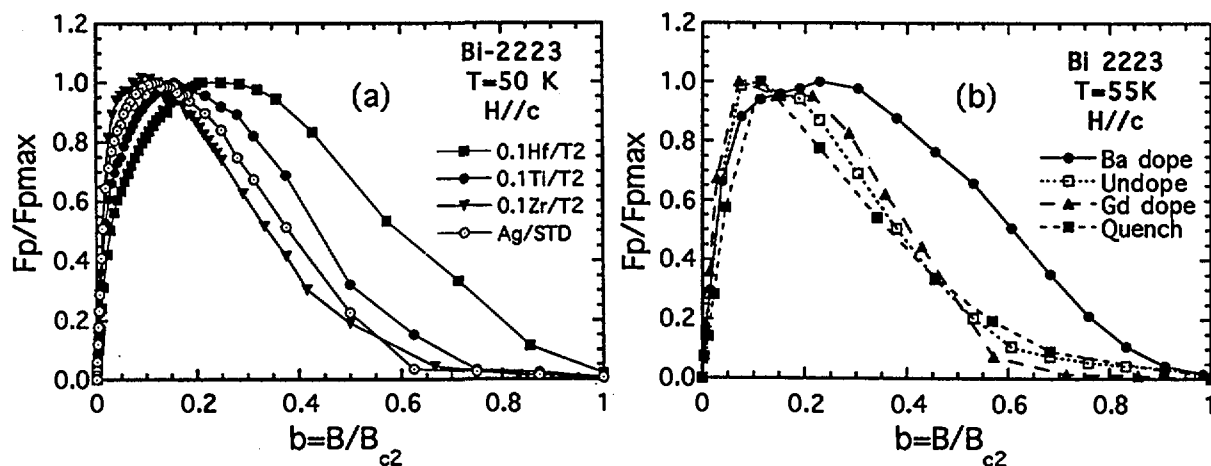 Fp/Fpmax
1.2
1.0
0.8
0.6
0.4
0.2
0.0
0
0.2
0.4
0.6
0.8
1
b=B/Bc2
(a)
Bi-2223
T=50 K
H//c
0.1Hf/T2
0.1Ti/T2
0.1Zr/T2
Ag/STD
Fp/Fpmax
1.2
1.0
0.8
0.6
0.4
0.2
0.0
0
0.2
0.4
0.6
0.8
1
b=B/Bc2
(b)
Bi 2223
T=55K
H//c
Ba dope
Undope
Gd dope
Quench